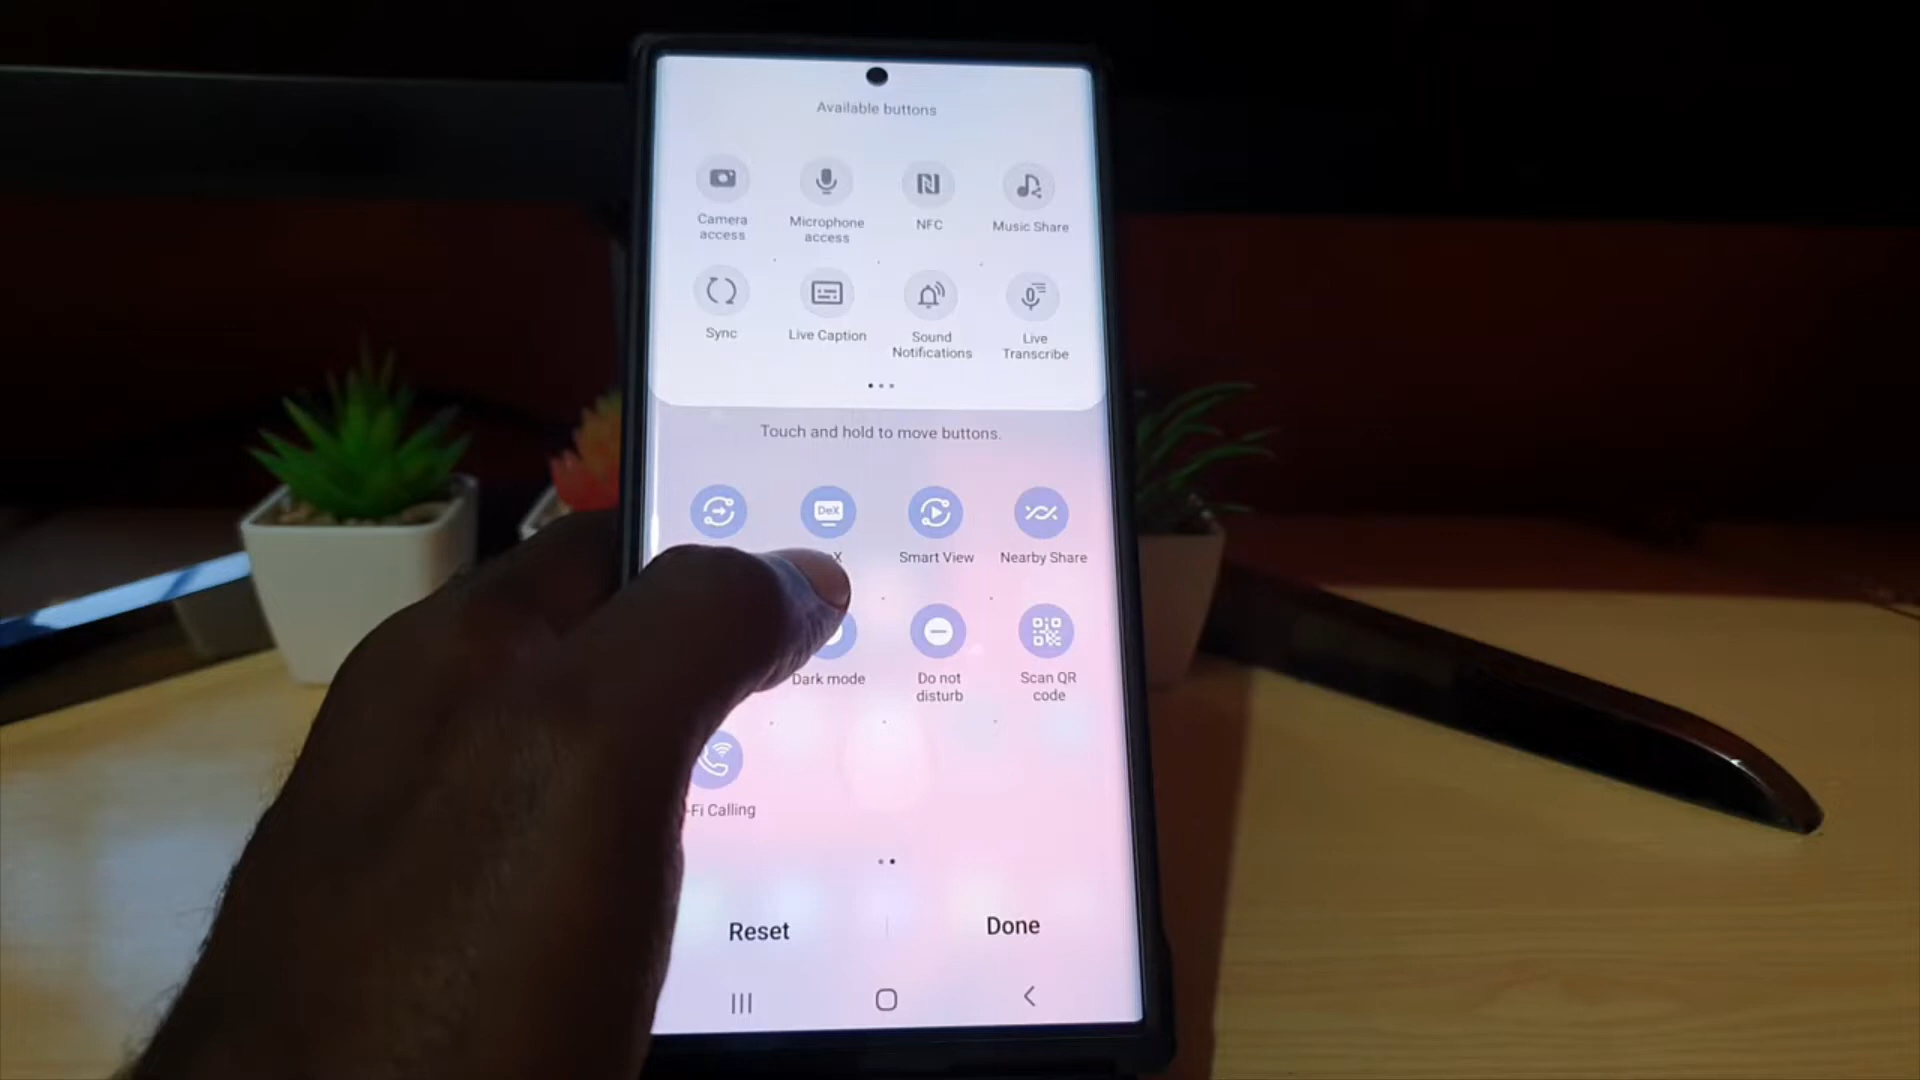 Available buttons
Camera
access
Microphone
access
NFC
Music Share
Sync
Live Caption
Sound
Notifications
Live
Transcribe
Touch and hold to move buttons.
DeX
X
Smart View
Nearby Share
Dark mode
Do not
disturb
Scan QR
code
-Fi Calling
Reset
Done